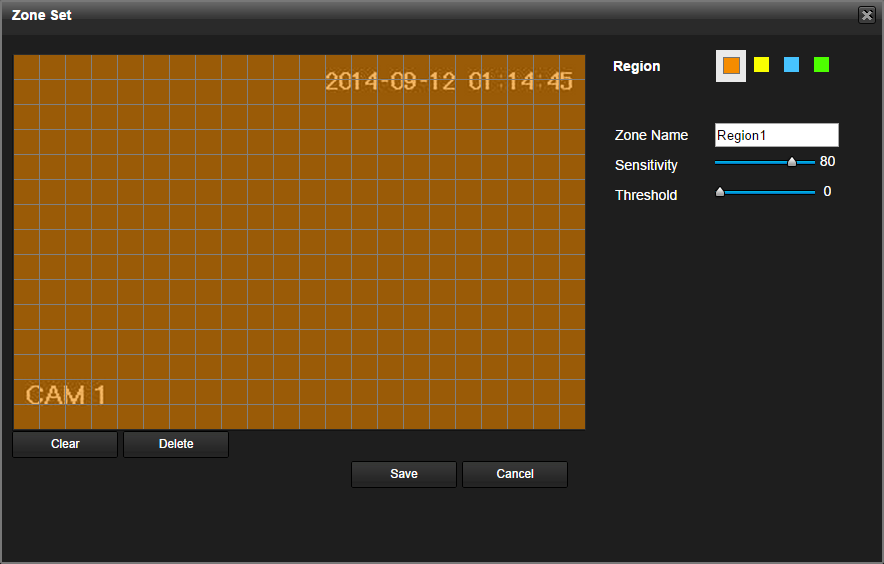 Zone Set
2014-09-12 01:14:45
Region
Zone Name Region1
Sensitivity 80
Threshold 0
CAM 1
Clear Delete
Save Cancel